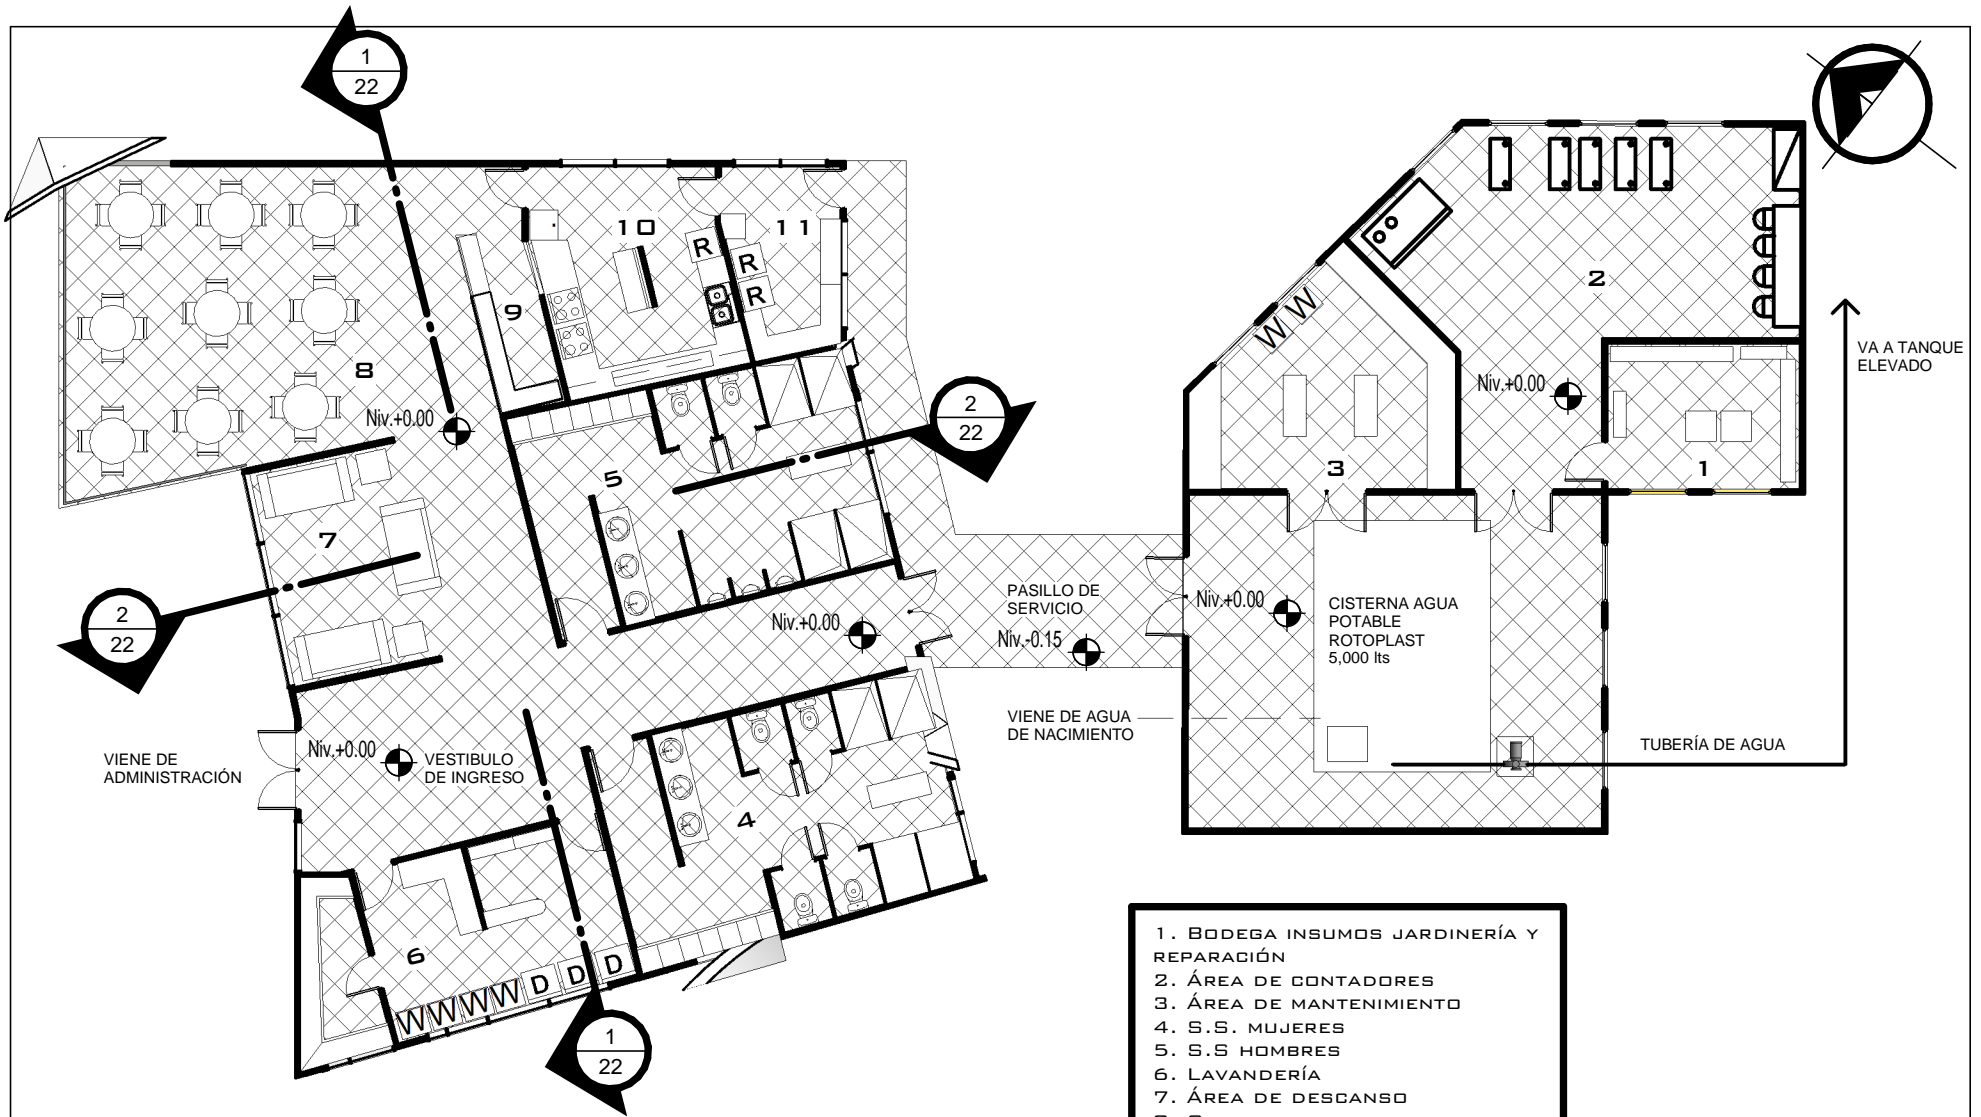 1
22
10
11
R
R
R
9
8
Niv.+0.00
2
22
5
7
2
22
Niv.+0.00
VIENE DE
ADMINISTRACIÓN
Niv.+0.00
VESTIBULO
DE INGRESO
4
6
W W W W D D D
1
22
PASILLO DE
SERVICIO
Niv.-0.15
VIENE DE AGUA
DE NACIMIENTO
2
W W
3
Niv.+0.00
1
Niv.+0.00
CISTERNA AGUA
POTABLE
ROTOPLAST
5,000 lts
TUBERÍA DE AGUA
VA A TANQUE
ELEVADO
1. BODEGA INSUMOS JARDINERÍA Y
REPARACIÓN
2. ÁREA DE CONTADORES
3. ÁREA DE MANTENIMIENTO
4. S.S. MUJERES
5. S.S HOMBRES
6. LAVANDERÍA
7. ÁREA DE DESCANSO